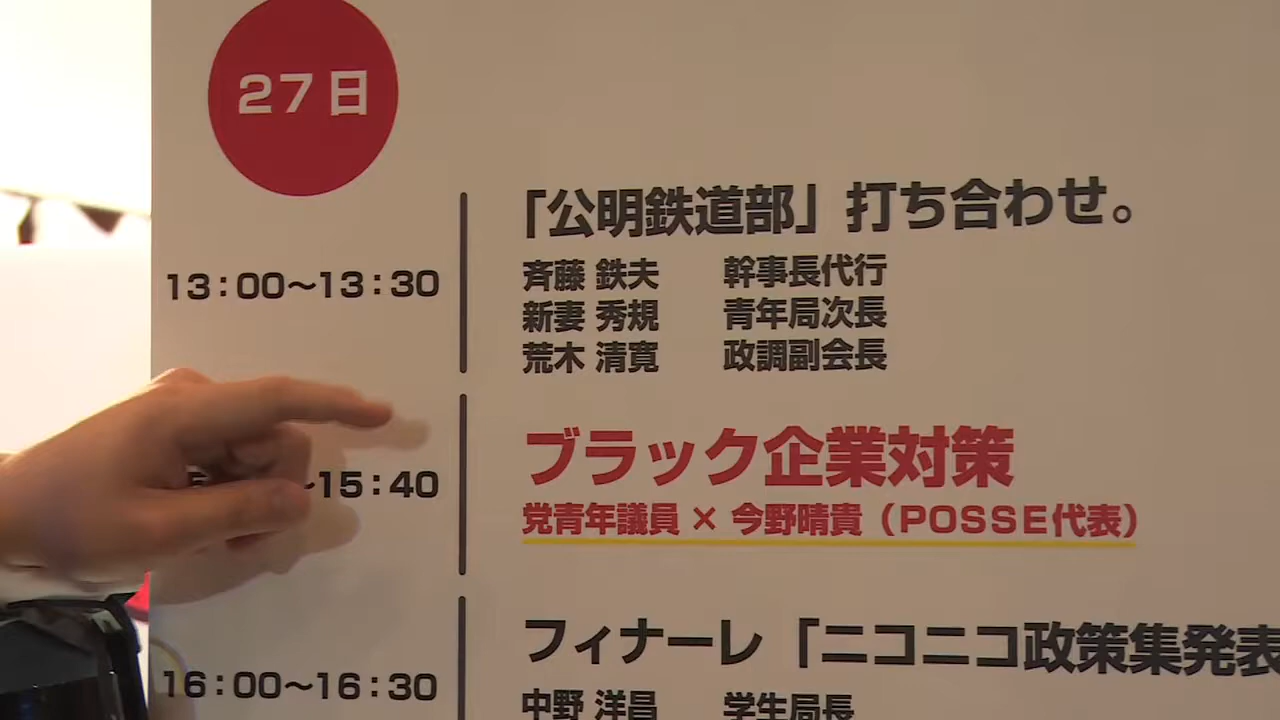 27日
「公明鉄道部」打ち合わせ。
13:00〜13:30
斉藤 鉄夫 幹事長代行
新妻 秀規 青年局次長
荒木 清寛 政調副会長
ブラック企業対策
〜15:40
党青年議員 × 今野晴貴（POSSE代表）
フィナーレ「ニコニコ政策集発表
16:00〜16:30
中野 洋昌 学生局長